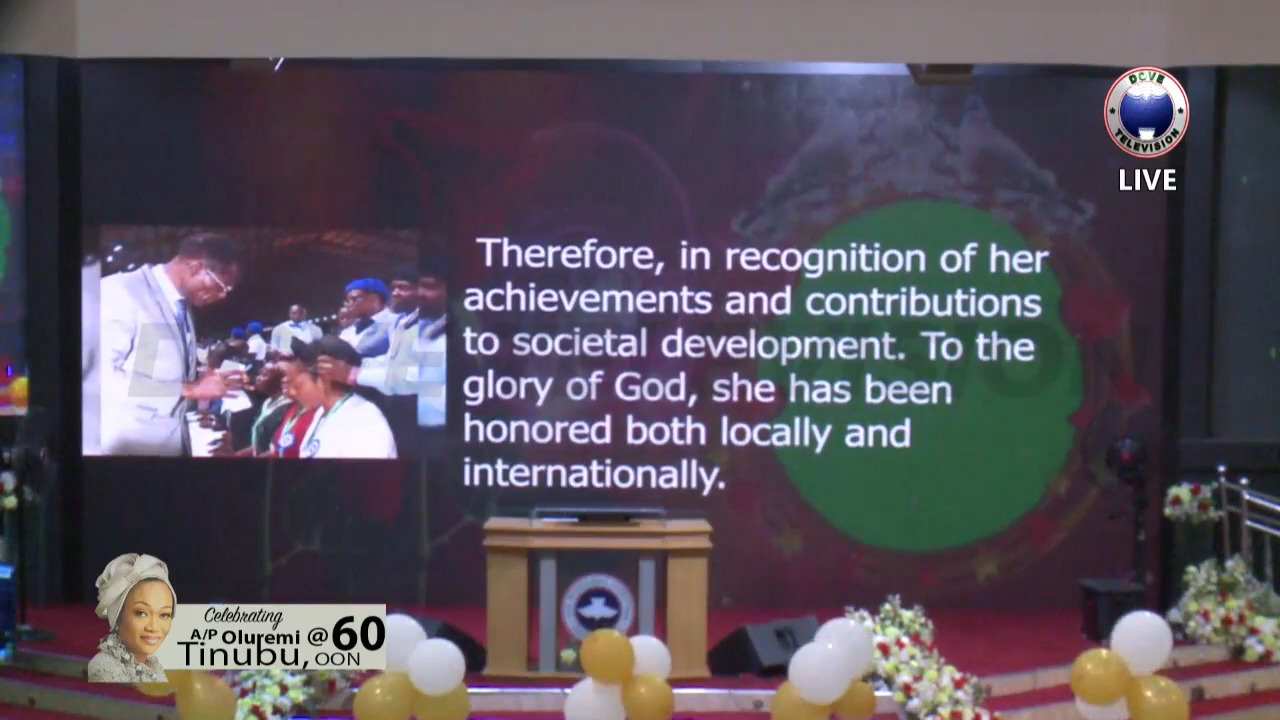 DOVE
TELEVISION
LIVE
Therefore, in recognition of her
achievements and contributions
to societal development. To the
glory of God, she has been
honored both locally and
internationally.
Celebrating
A/P Oluremi @ 60
Tinubu, OON